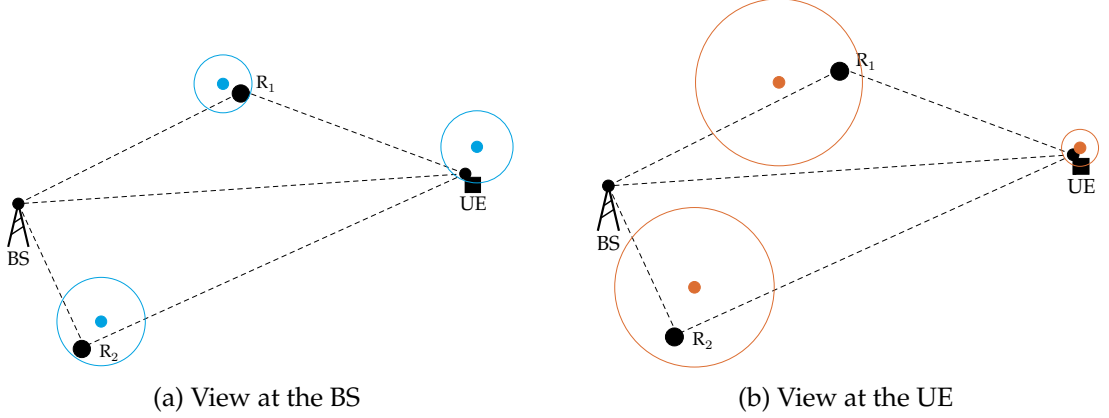 R₁
UE
BS
R₂
(a) View at the BS
R₁
UE
BS
R₂
(b) View at the UE